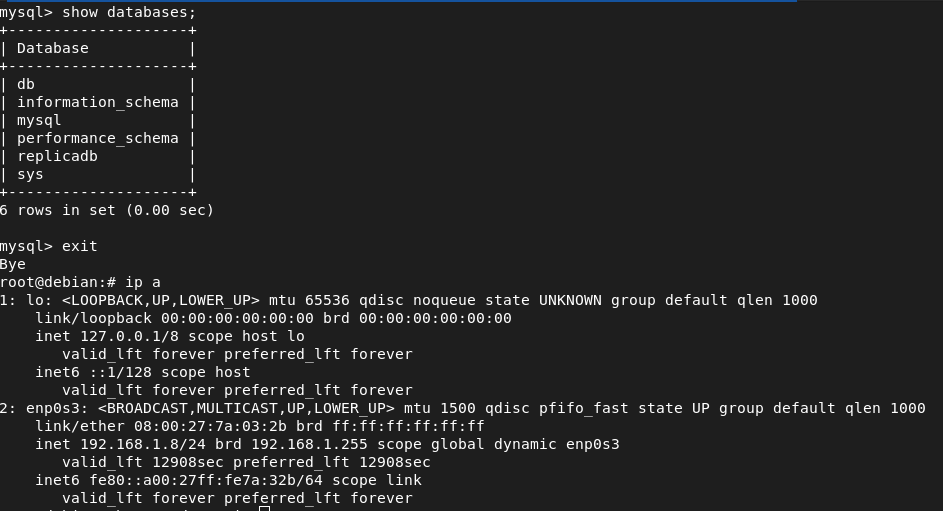 mysql> show databases;
+--------------------+
| Database           |
+--------------------+
| db                 |
| information_schema |
| mysql              |
| performance_schema |
| replicadb          |
| sys                |
+--------------------+
6 rows in set (0.00 sec)
mysql> exit
Bye
root@debian:# ip a
1: lo: <LOOPBACK,UP,LOWER_UP> mtu 65536 qdisc noqueue state UNKNOWN group default qlen 1000
    link/loopback 00:00:00:00:00:00 brd 00:00:00:00:00:00
    inet 127.0.0.1/8 scope host lo
       valid_lft forever preferred_lft forever
    inet6 ::1/128 scope host
       valid_lft forever preferred_lft forever
2: enp0s3: <BROADCAST,MULTICAST,UP,LOWER_UP> mtu 1500 qdisc pfifo_fast state UP group default qlen 1000
    link/ether 08:00:27:7a:03:2b brd ff:ff:ff:ff:ff:ff
    inet 192.168.1.8/24 brd 192.168.1.255 scope global dynamic enp0s3
       valid_lft 12908sec preferred_lft 12908sec
    inet6 fe80::a00:27ff:fe7a:32b/64 scope link
       valid_lft forever preferred_lft forever